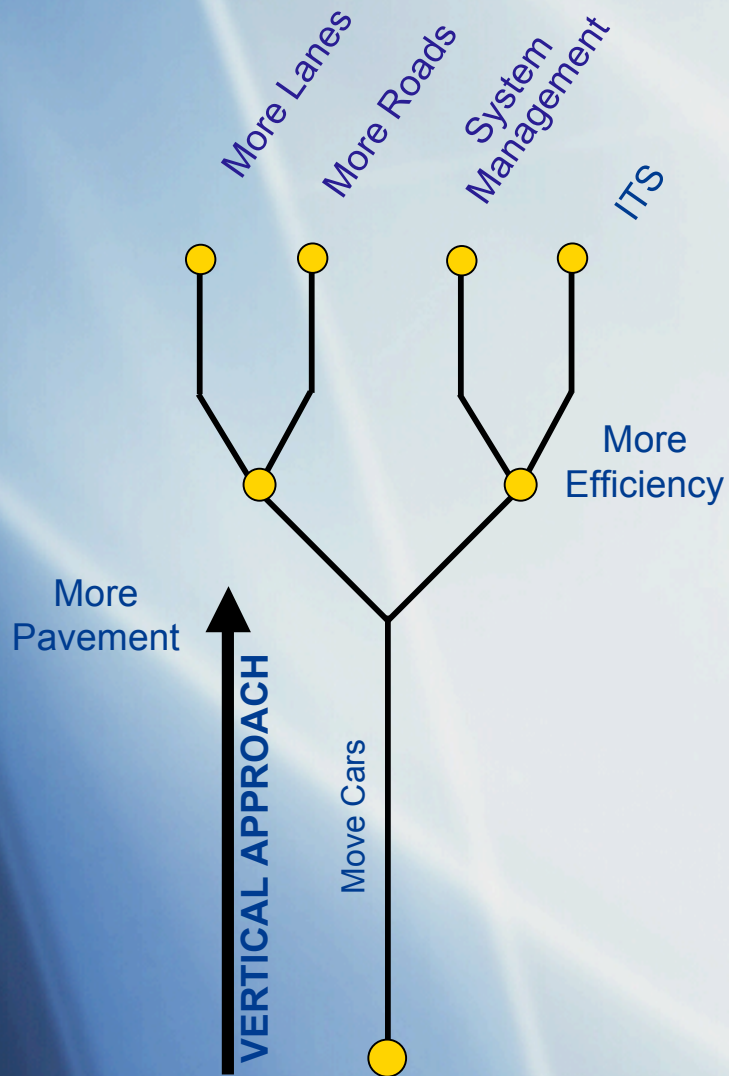 More Lanes
More Roads
System
Management
ITS
More
Efficiency
More
Pavement
VERTICAL APPROACH
Move Cars